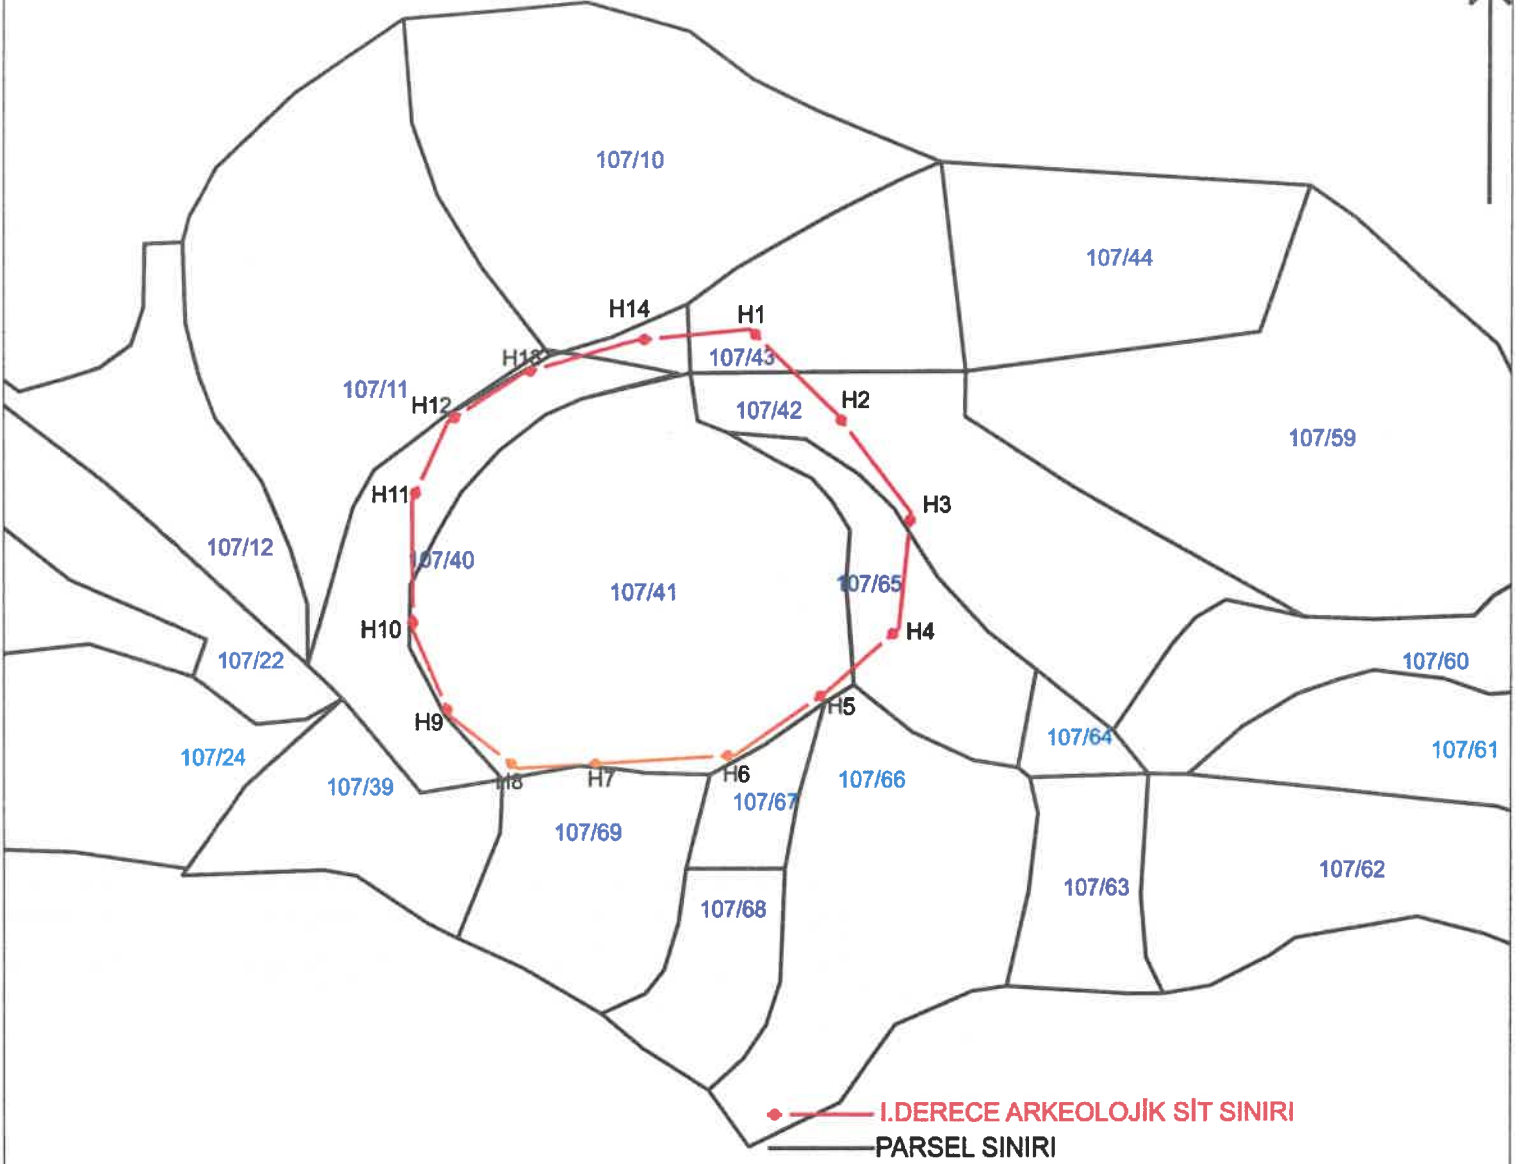 107/10
107/44
H14
H1
107/43
H13
107/11
H12
107/42
H2
107/59
H11
H3
107/12
107/40
107/41
107/65
H10
H4
107/22
107/60
H9
H5
107/24
107/64
107/61
107/39
H8
H7
H6
107/66
107/67
107/69
107/62
107/63
107/68
I.DERECE ARKEOLOJİK SİT SINIRI
PARSEL SINIRI